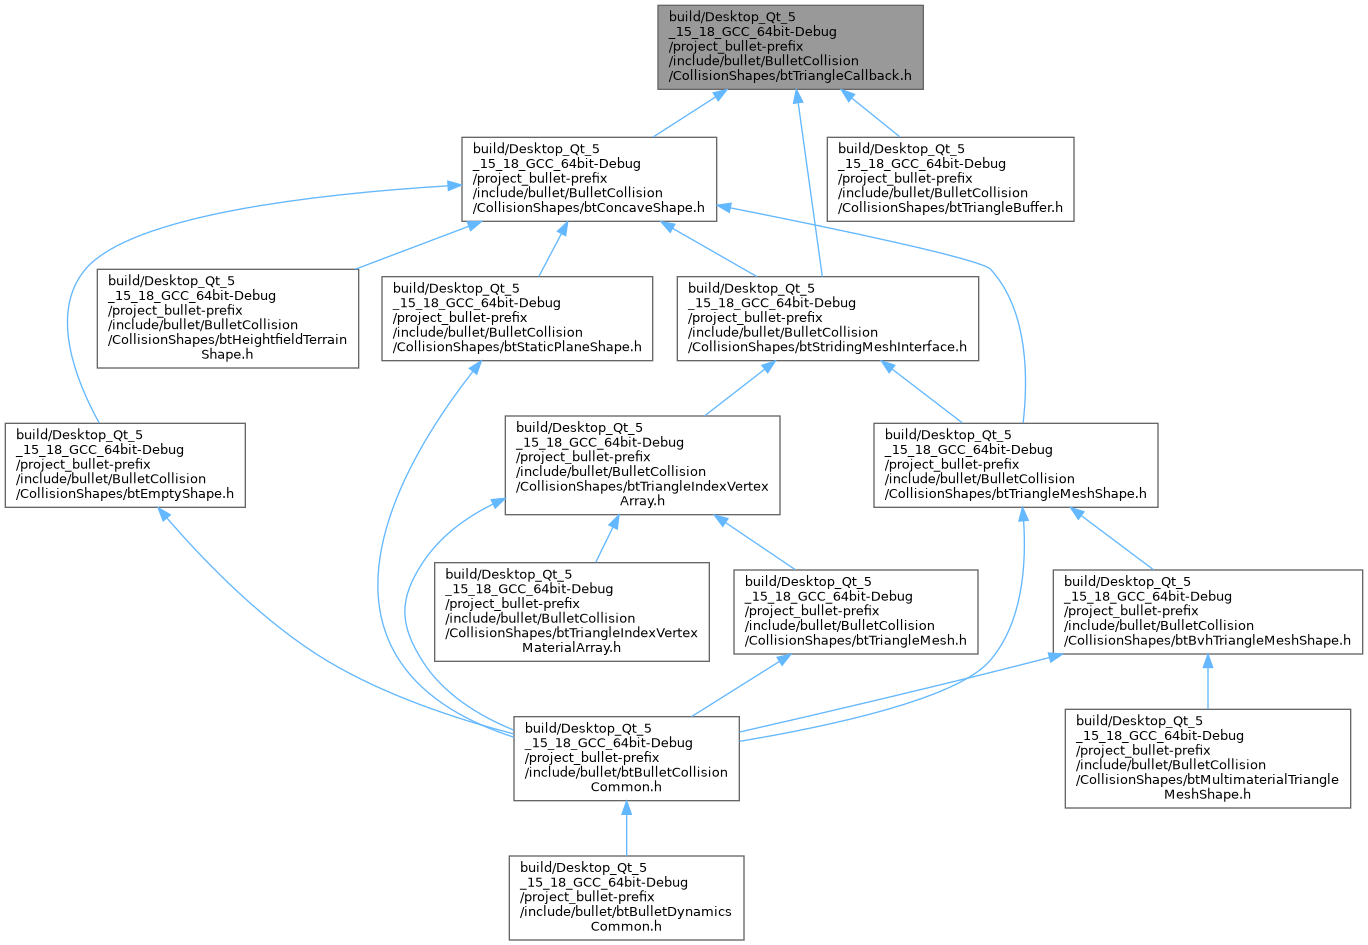 build/Desktop_Qt_5
_15_18_GCC_64bit-Debug
/project_bullet-prefix
/include/bullet/BulletCollision
/CollisionShapes/btTriangleCallback.h
build/Desktop_Qt_5
_15_18_GCC_64bit-Debug
/project_bullet-prefix
/include/bullet/BulletCollision
/CollisionShapes/btConcaveShape.h
build/Desktop_Qt_5
_15_18_GCC_64bit-Debug
/project_bullet-prefix
/include/bullet/BulletCollision
/CollisionShapes/btTriangleBuffer.h
build/Desktop_Qt_5
_15_18_GCC_64bit-Debug
/project_bullet-prefix
/include/bullet/BulletCollision
/CollisionShapes/btHeightfieldTerrain
Shape.h
build/Desktop_Qt_5
_15_18_GCC_64bit-Debug
/project_bullet-prefix
/include/bullet/BulletCollision
/CollisionShapes/btStaticPlaneShape.h
build/Desktop_Qt_5
_15_18_GCC_64bit-Debug
/project_bullet-prefix
/include/bullet/BulletCollision
/CollisionShapes/btStridingMeshInterface.h
build/Desktop_Qt_5
_15_18_GCC_64bit-Debug
/project_bullet-prefix
/include/bullet/BulletCollision
/CollisionShapes/btEmptyShape.h
build/Desktop_Qt_5
_15_18_GCC_64bit-Debug
/project_bullet-prefix
/include/bullet/BulletCollision
/CollisionShapes/btTriangleIndexVertex
Array.h
build/Desktop_Qt_5
_15_18_GCC_64bit-Debug
/project_bullet-prefix
/include/bullet/BulletCollision
/CollisionShapes/btTriangleMeshShape.h
build/Desktop_Qt_5
_15_18_GCC_64bit-Debug
/project_bullet-prefix
/include/bullet/BulletCollision
/CollisionShapes/btTriangleIndexVertex
MaterialArray.h
build/Desktop_Qt_5
_15_18_GCC_64bit-Debug
/project_bullet-prefix
/include/bullet/BulletCollision
/CollisionShapes/btTriangleMesh.h
build/Desktop_Qt_5
_15_18_GCC_64bit-Debug
/project_bullet-prefix
/include/bullet/BulletCollision
/CollisionShapes/btBvhTriangleMeshShape.h
build/Desktop_Qt_5
_15_18_GCC_64bit-Debug
/project_bullet-prefix
/include/bullet/btBulletCollision
Common.h
build/Desktop_Qt_5
_15_18_GCC_64bit-Debug
/project_bullet-prefix
/include/bullet/BulletCollision
/CollisionShapes/btMultimaterialTriangle
MeshShape.h
build/Desktop_Qt_5
_15_18_GCC_64bit-Debug
/project_bullet-prefix
/include/bullet/btBulletDynamics
Common.h